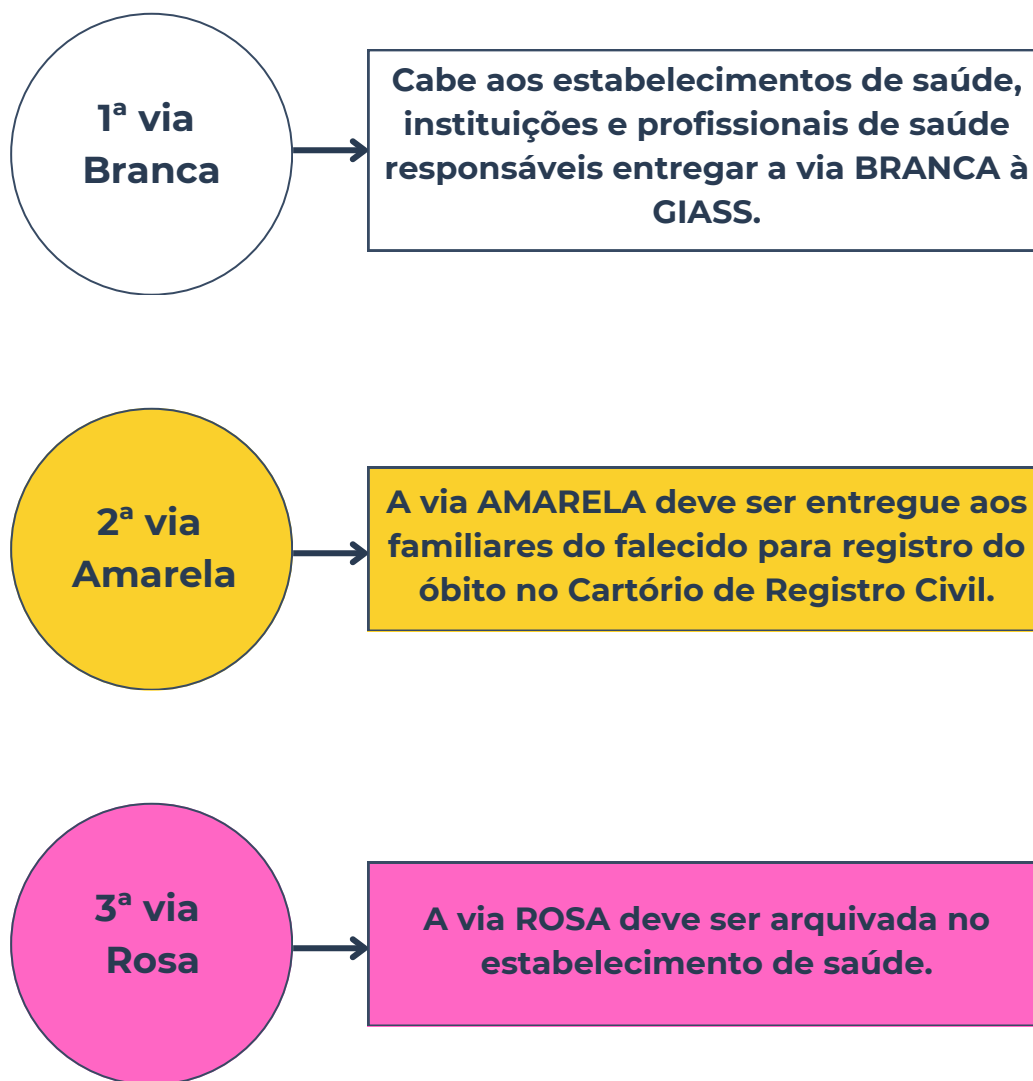 1ª via
Branca
Cabe aos estabelecimentos de saúde,
instituições e profissionais de saúde
responsáveis entregar a via BRANCA à
GIASS.
2ª via
Amarela
A via AMARELA deve ser entregue aos
familiares do falecido para registro do
óbito no Cartório de Registro Civil.
3ª via
Rosa
A via ROSA deve ser arquivada no
estabelecimento de saúde.